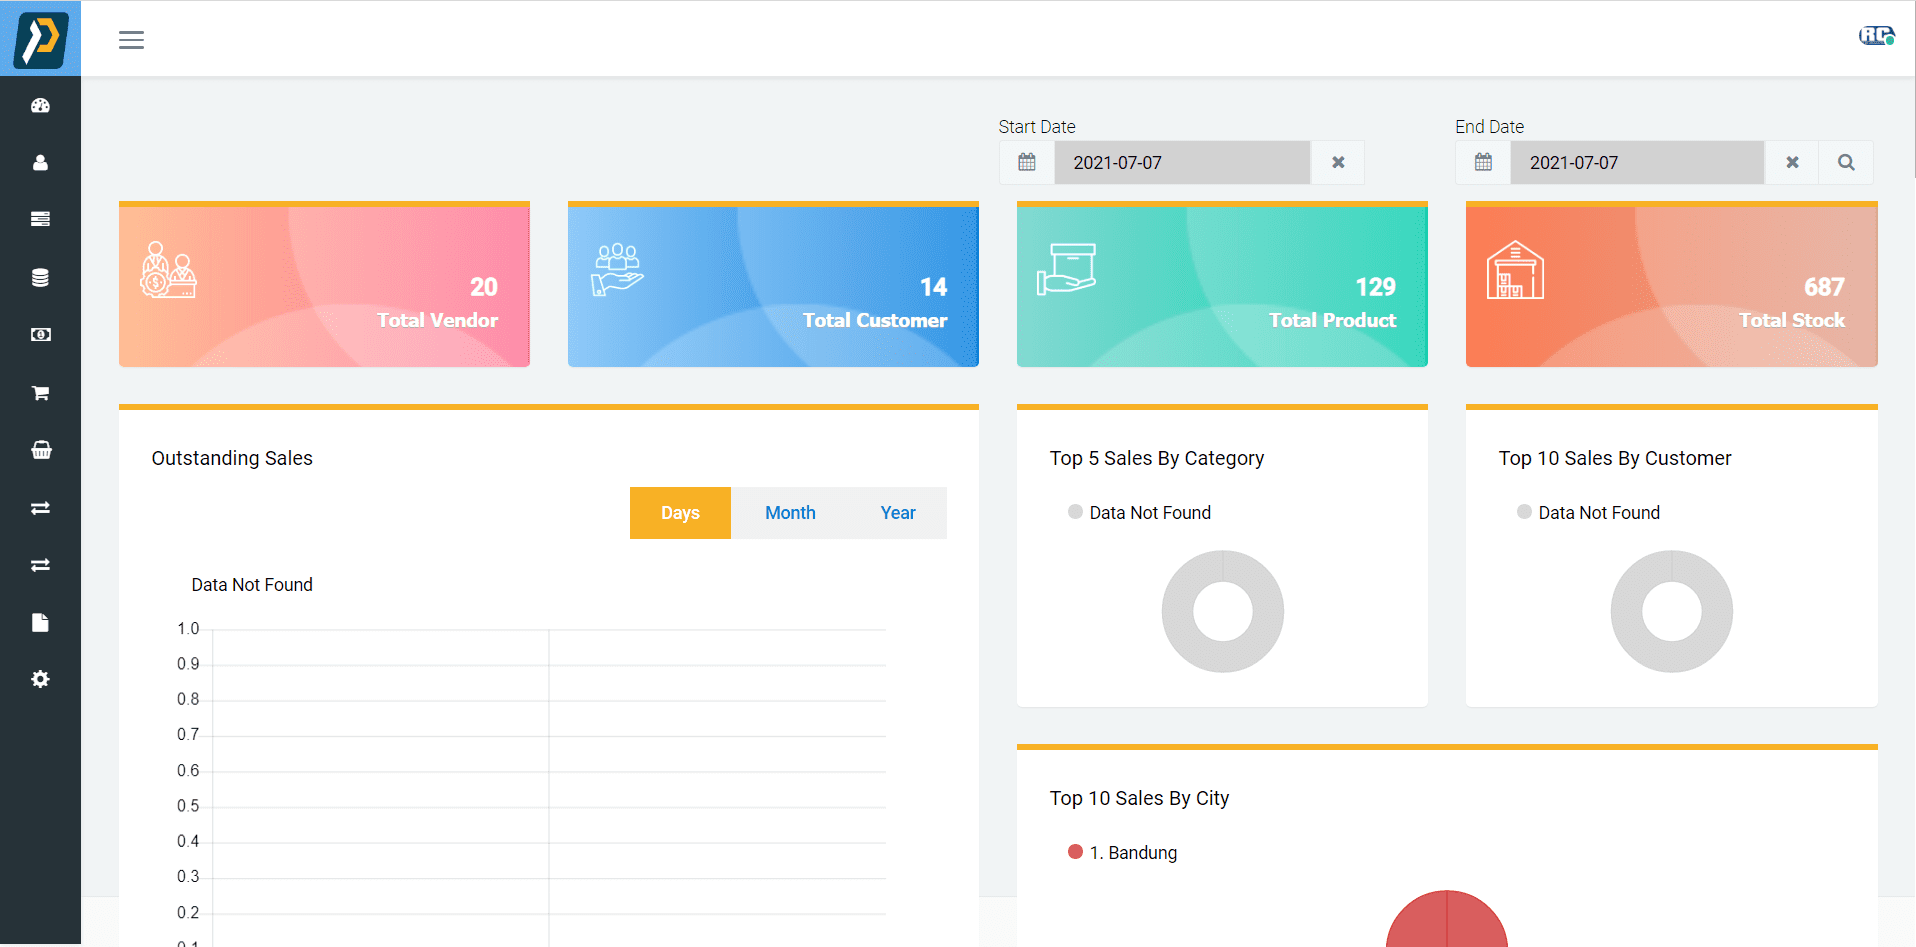 RC
Start Date
End Date
2021-07-07
2021-07-07
20
Total Vendor
14
Total Customer
129
Total Product
687
Total Stock
Outstanding Sales
Days
Month
Year
Data Not Found
1.0
0.9
0.8
0.7
0.6
0.5
0.4
0.3
0.2
0.1
Top 5 Sales By Category
Data Not Found
Top 10 Sales By Customer
Data Not Found
Top 10 Sales By City
1. Bandung